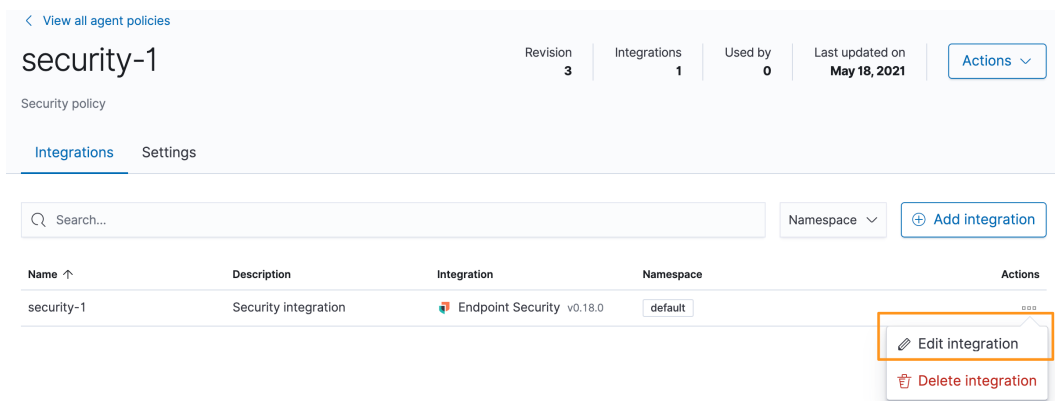 View all agent policies
security-1
Revision Integrations Used by Last updated on
3 1 0 May 18, 2021
Actions
Security policy
Integrations Settings
Search... Namespace Add integration
Name Description Integration Namespace Actions
security-1 Security integration Endpoint Security v0.18.0 default
Edit integration
Delete integration